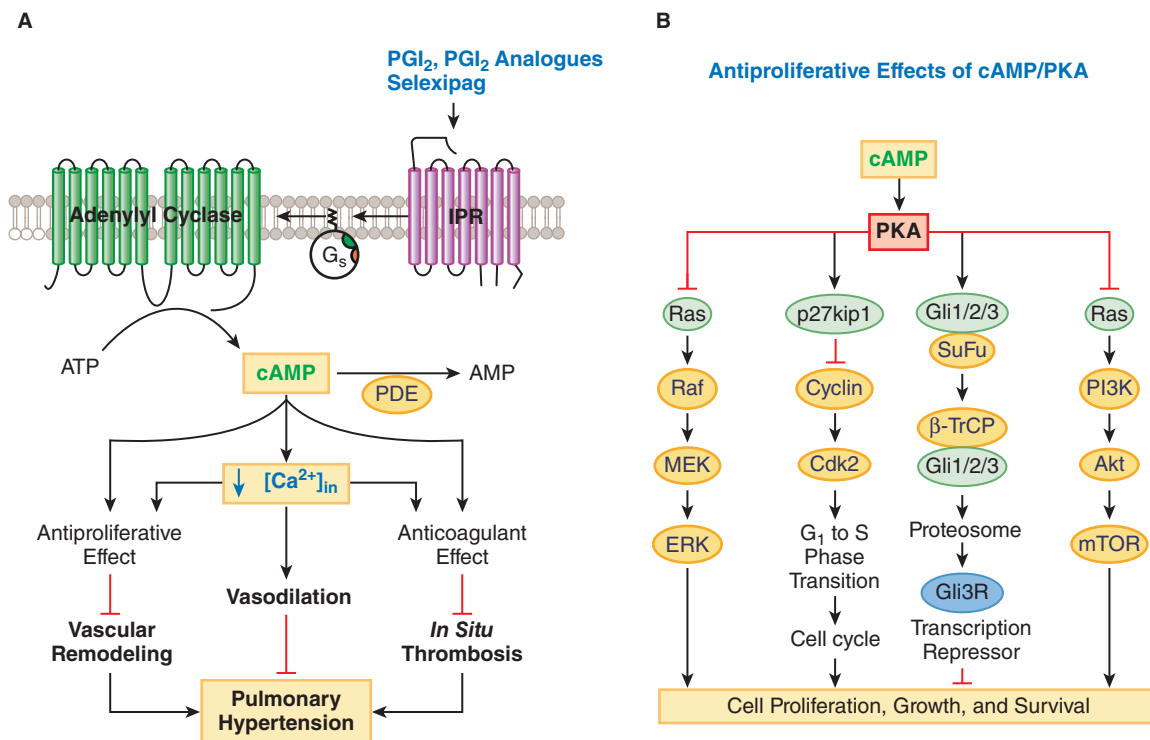 A
PGI₂, PGI₂ Analogues
Selexipag
Adenylyl Cyclase
IPR
Gₛ
ATP
cAMP
AMP
PDE
↓ [Ca²⁺]ᵢₙ
Antiproliferative
Effect
Anticoagulant
Effect
Vasodilation
Vascular
Remodeling
In Situ
Thrombosis
Pulmonary
Hypertension
B
Antiproliferative Effects of cAMP/PKA
cAMP
PKA
Ras
Raf
MEK
ERK
p27kip1
Cyclin
Cdk2
G₁ to S
Phase
Transition
Cell cycle
Gli1/2/3
SuFu
β-TrCP
Gli1/2/3
Proteosome
Gli3R
Transcription
Repressor
Ras
PI3K
Akt
mTOR
Cell Proliferation, Growth, and Survival